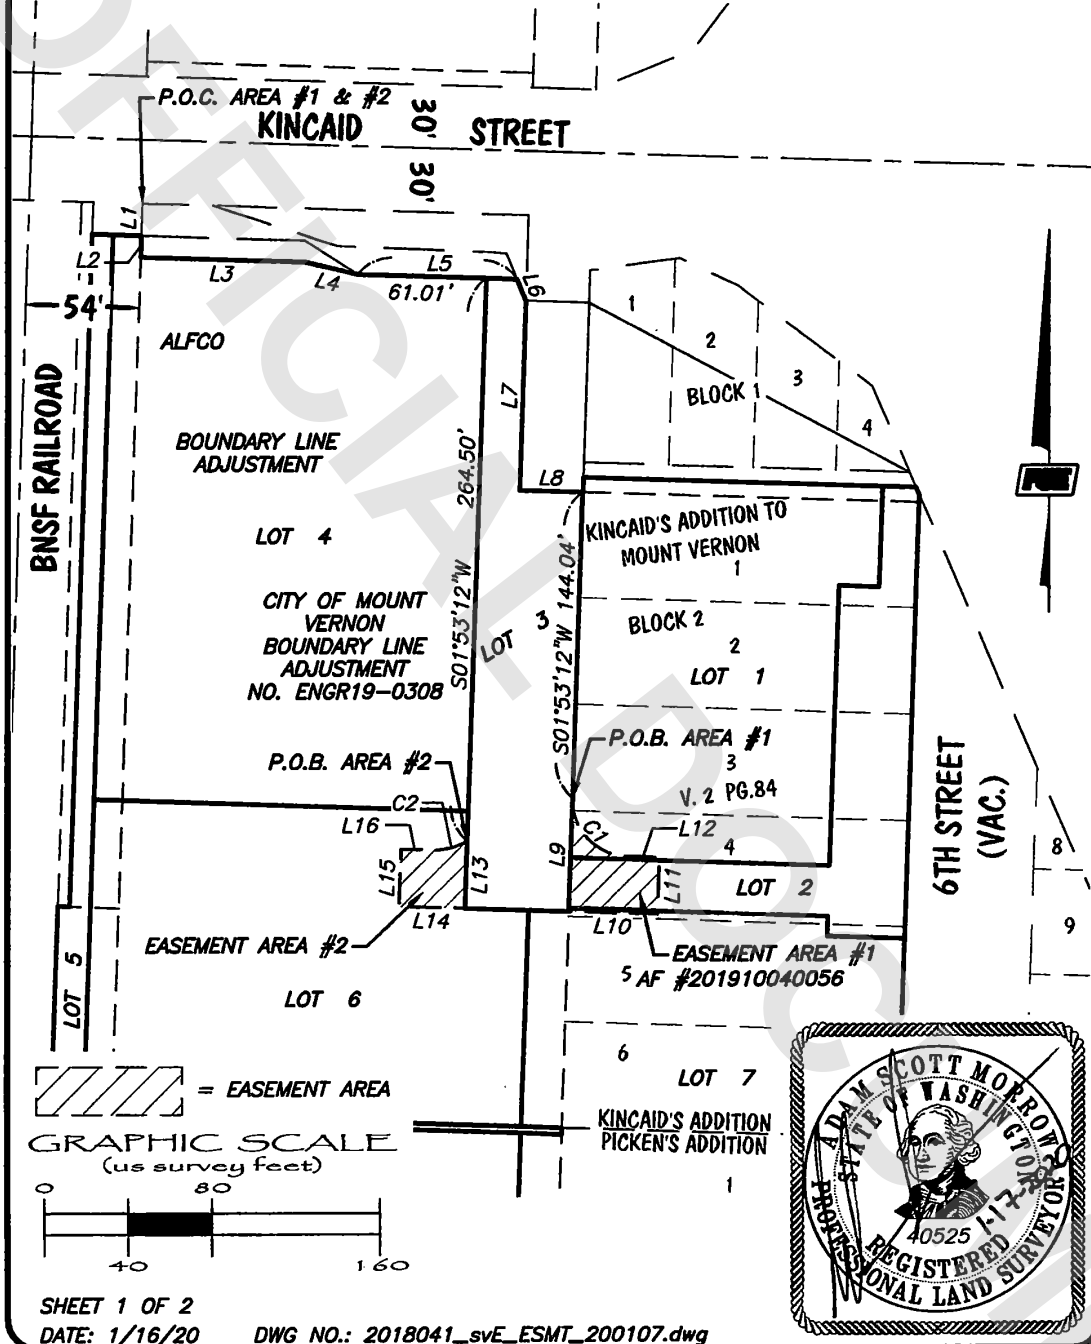 P.O.C. AREA #1 & #2
KINCAID STREET
30'
30'
L1
L2
L3
L4
L5
61.01'
L6
54'
ALFCO
1
2
3
4
BLOCK 1
L7
L8
BNSF RAILROAD
BOUNDARY LINE
ADJUSTMENT
264.50'
S01°53'12"W
LOT 4
LOT 3
S01°53'12"W 144.04'
KINCAID'S ADDITION TO
MOUNT VERNON
1
CITY OF MOUNT
VERNON
BOUNDARY LINE
ADJUSTMENT
NO. ENGR19-0308
BLOCK 2
2
LOT 1
P.O.B. AREA #2
P.O.B. AREA #1
3
V. 2 PG.84
6TH STREET
(VAC.)
C2
L16
C1
L12
4
L15
L13
L9
L11
LOT 2
8
L14
L10
9
EASEMENT AREA #2
EASEMENT AREA #1
5 AF #201910040056
LOT 5
LOT 6
6
LOT 7
= EASEMENT AREA
KINCAID'S ADDITION
PICKEN'S ADDITION
1
GRAPHIC SCALE
(us survey feet)
0 80
40 160
ADAM SCOTT MORROW
STATE OF WASHINGTON
40525
1-17-2020
REGISTERED
PROFESSIONAL LAND SURVEYOR
SHEET 1 OF 2
DATE: 1/16/20 DWG NO.: 2018041_svE_ESMT_200107.dwg